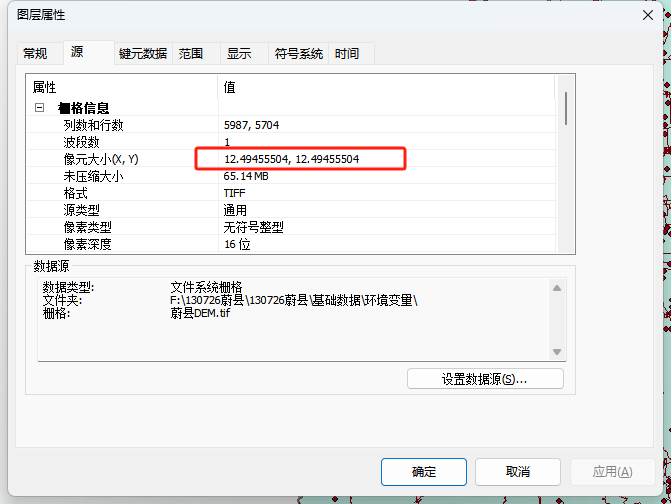 图层属性
常规 源 键元数据 范围 显示 符号系统 时间
属性 值
栅格信息
列数和行数 5987, 5704
波段数 1
像元大小(X, Y) 12.49455504, 12.49455504
未压缩大小 65.14 MB
格式 TIFF
源类型 通用
像素类型 无符号整型
像素深度 16 位
数据源
数据类型: 文件系统栅格
文件夹: F:\130726蔚县\130726蔚县\基础数据\环境变量\
栅格: 蔚县DEM.tif
设置数据源(S)...
确定 取消 应用(A)